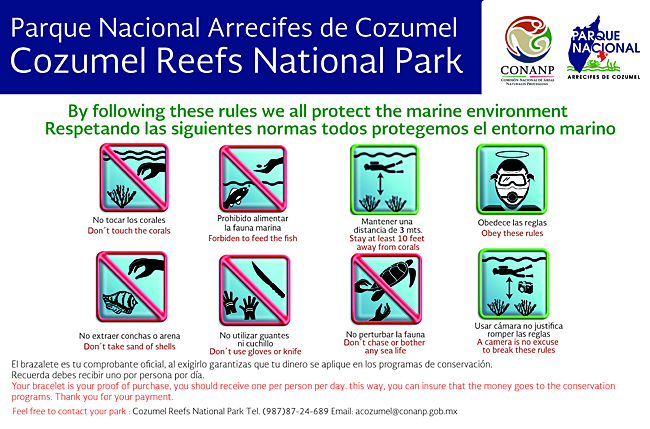 Parque Nacional Arrecifes de Cozumel
Cozumel Reefs National Park
CONANP
COMISIÓN NACIONAL DE ÁREAS
NATURALES PROTEGIDAS
PARQUE
NACIONAL
ARRECIFES DE COZUMEL
By following these rules we all protect the marine environment
Respetando las siguientes normas todos protegemos el entorno marino
No tocar los corales
Don´t touch the corals
Prohibido alimentar
la fauna marina
Forbiden to feed the fish
Mantener una
distancia de 3 mts.
Stay at least 10 feet
away from corals
Obedece las reglas
Obey these rules
No extraer conchas o arena
Don´t take sand of shells
No utilizar guantes
ni cuchillo
Don´t use gloves or knife
No perturbar la fauna
Don´t chase or bother
any sea life
Usar cámara no justifica
romper las reglas
A camera is no excuse
to break these rules
El brazalete es tu comprobante oficial, al exigirlo garantizas que tu dinero se aplique en los programas de conservación.
Recuerda debes recibir uno por persona por día.
Your bracelet is your proof of purchase, you should receive one per person per day. this way, you can insure that the money goes to the conservation
programs. Thank you for your payment.
Feel free to contact your park : Cozumel Reefs National Park Tel. (987)87-24-689 Email: acozumel@conanp.gob.mx